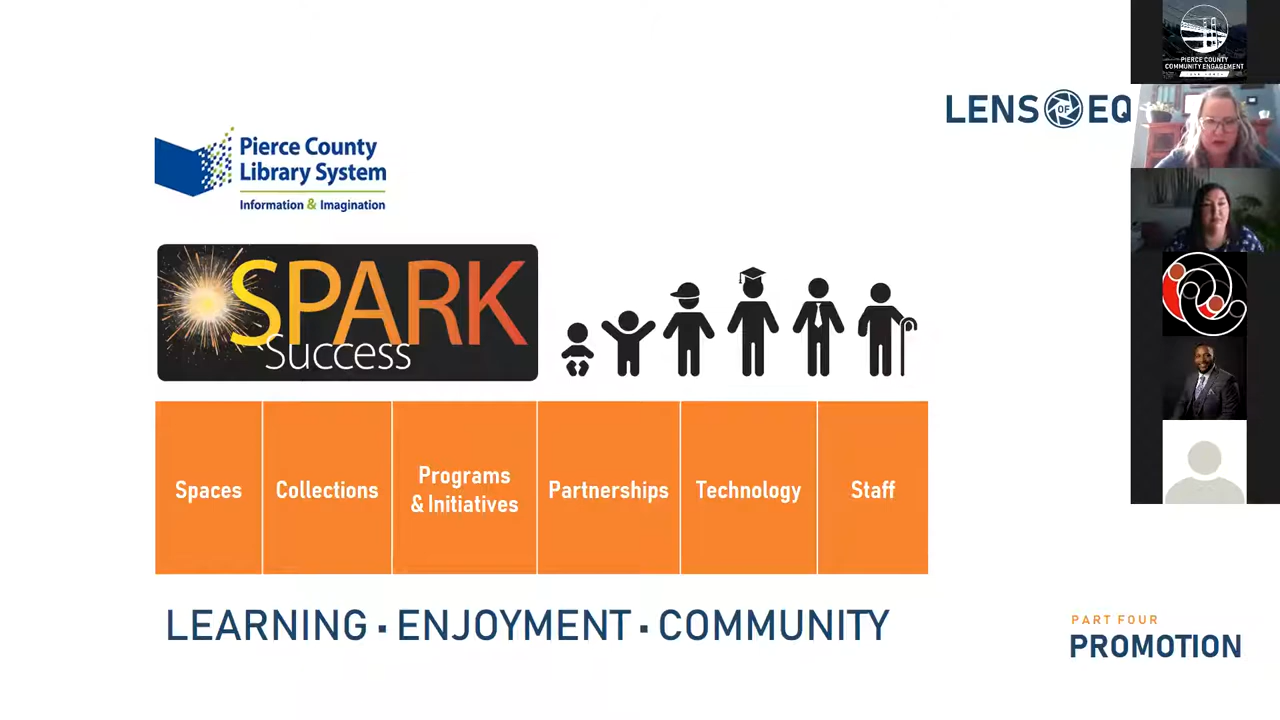 PIERCE COUNTY
COMMUNITY ENGAGEMENT
LENS OF EQ
Pierce County
Library System
Information & Imagination
SPARK
Success
Spaces
Collections
Programs
& Initiatives
Partnerships
Technology
Staff
LEARNING ▪ ENJOYMENT ▪ COMMUNITY
PART FOUR
PROMOTION